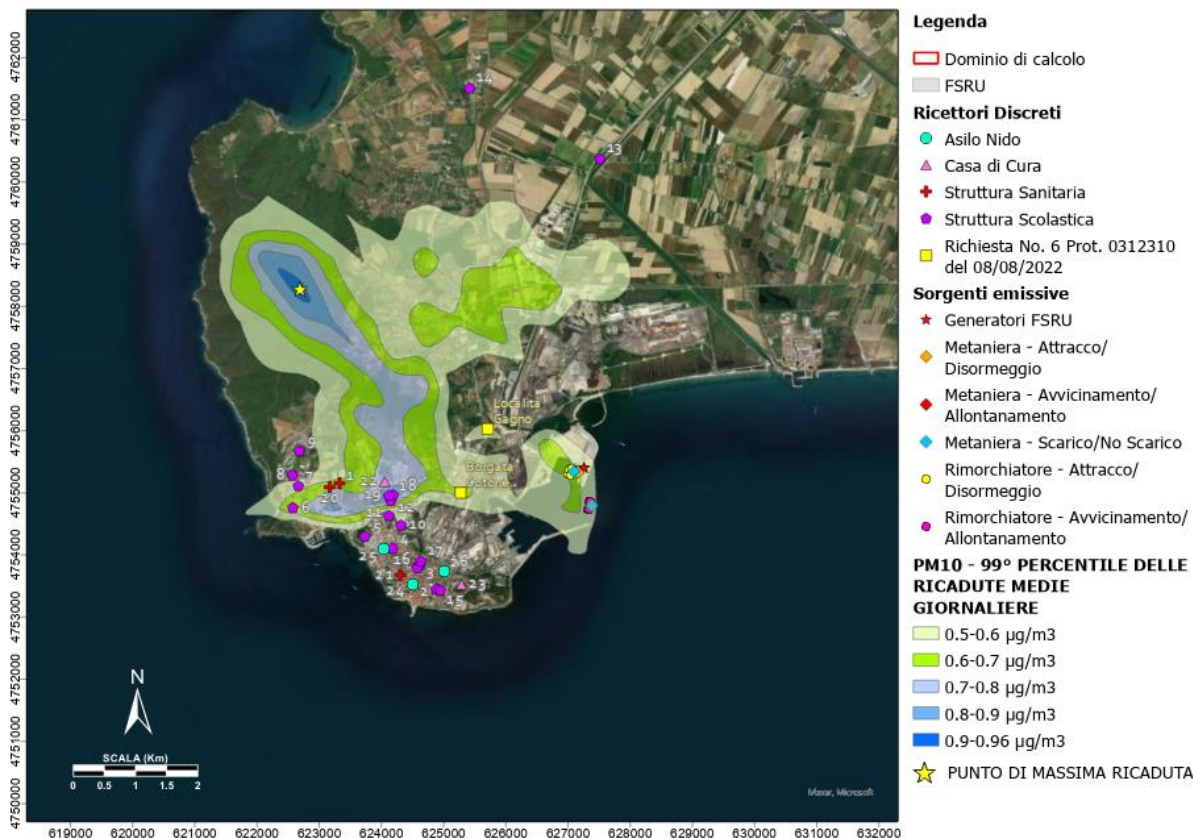 Legenda
Dominio di calcolo
FSRU
Ricettori Discreti
Asilo Nido
Casa di Cura
Struttura Sanitaria
Struttura Scolastica
Richiesta No. 6 Prot. 0312310
del 08/08/2022
Sorgenti emissive
Generatori FSRU
Metaniera - Attracco/
Disormeggio
Metaniera - Avvicinamento/
Allontanamento
Metaniera - Scarico/No Scarico
Rimorchiatore - Attracco/
Disormeggio
Rimorchiatore - Avvicinamento/
Allontanamento
PM10 - 99° PERCENTILE DELLE
RICADUTE MEDIE
GIORNALIERE
0.5-0.6 µg/m3
0.6-0.7 µg/m3
0.7-0.8 µg/m3
0.8-0.9 µg/m3
0.9-0.96 µg/m3
PUNTO DI MASSIMA RICADUTA
4762000
4761000
4760000
4759000
4758000
4757000
4756000
4755000
4754000
4753000
4752000
4751000
4750000
619000 620000 621000 622000 623000 624000 625000 626000 627000 628000 629000 630000 631000 632000
14
13
Località
Gagno
Borgata
9
8
7
6
20
1
22
19
18
11
12
10
5
4
25
16
21
3
24
2
23
15
N
SCALA (Km)
0 0.5 1 2
Maxar, Microsoft